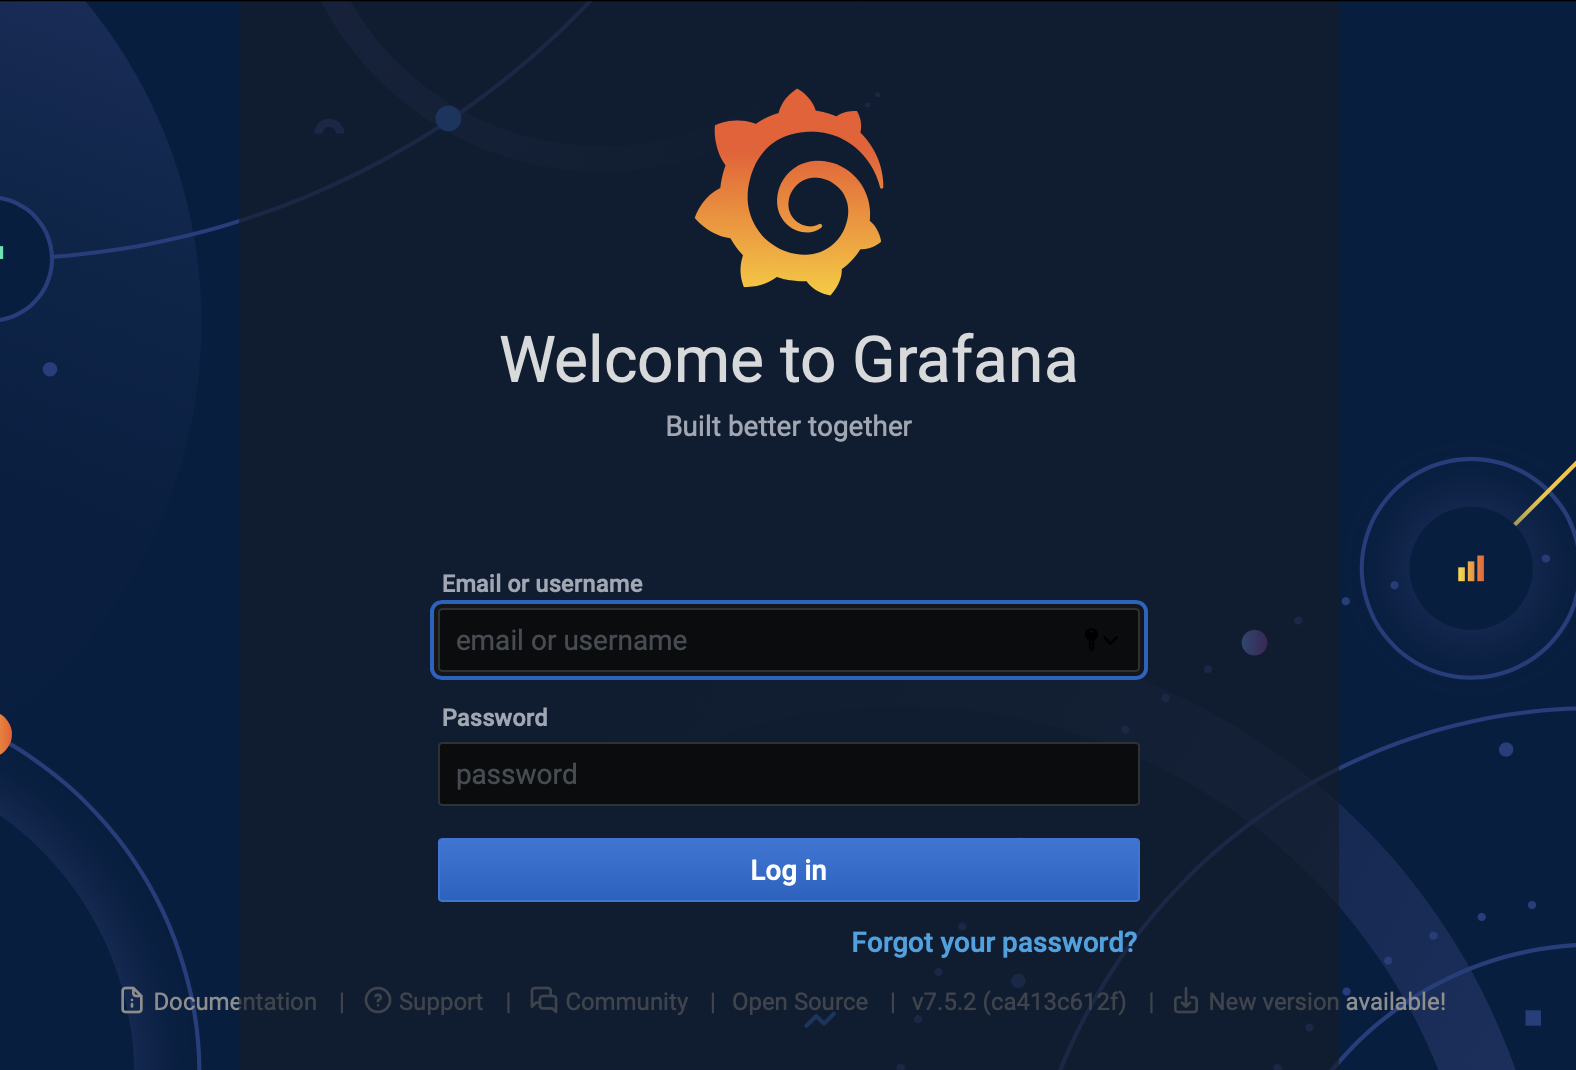 Welcome to Grafana
Built better together
Email or username
email or username
Password
password
Log in
Forgot your password?
Documentation | Support | Community | Open Source | v7.5.2 (ca413c612f) | New version available!